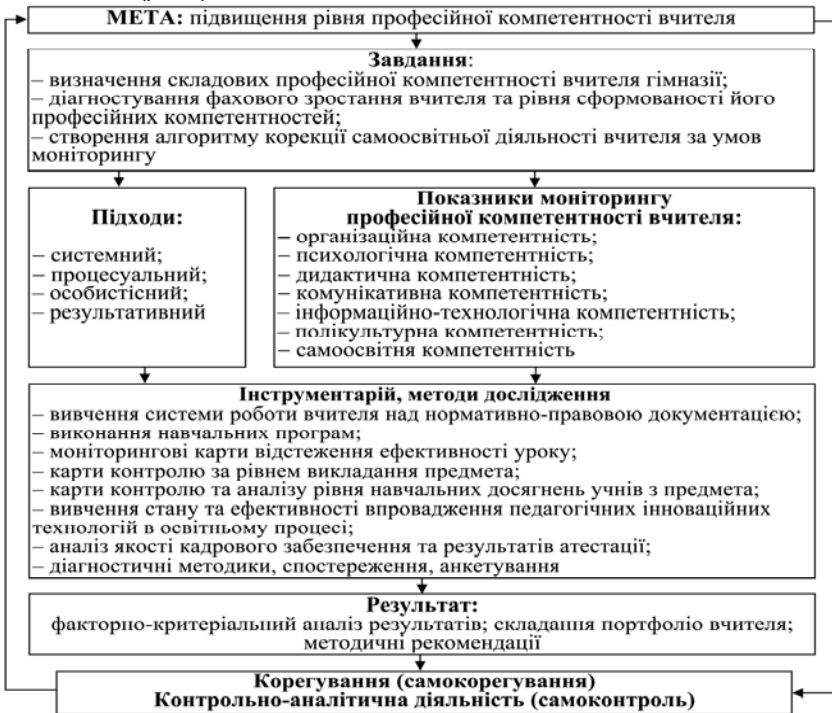 МЕТА: підвищення рівня професійної компетентності вчителя
Завдання:
– визначення складових професійної компетентності вчителя гімназії;
– діагностування фахового зростання вчителя та рівня сформованості його
професійних компетентностей;
– створення алгоритму корекції самоосвітньої діяльності вчителя за умов
моніторингу
Підходи:
– системний;
– процесуальний;
– особистісний;
– результативний
Показники моніторингу
професійної компетентності вчителя:
– організаційна компетентність;
– психологічна компетентність;
– дидактична компетентність;
– комунікативна компетентність;
– інформаційно-технологічна компетентність;
– полікультурна компетентність;
– самоосвітня компетентність
Інструментарій, методи дослідження
– вивчення системи роботи вчителя над нормативно-правовою документацією;
– виконання навчальних програм;
– моніторингові карти відстеження ефективності уроку;
– карти контролю за рівнем викладання предмета;
– карти контролю та аналізу рівня навчальних досягнень учнів з предмета;
– вивчення стану та ефективності впровадження педагогічних інноваційних
технологій в освітньому процесі;
– аналіз якості кадрового забезпечення та результатів атестації;
– діагностичні методики, спостереження, анкетування
Результат:
факторно-критеріальний аналіз результатів; складання портфоліо вчителя;
методичні рекомендації
Корегування (самокорегування)
Контрольно-аналітична діяльність (самоконтроль)